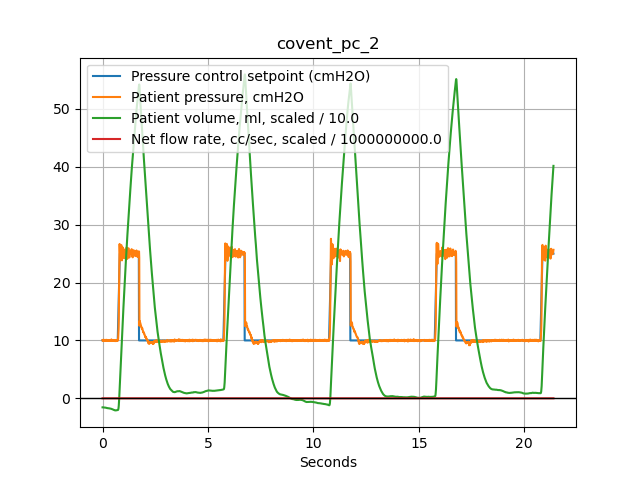 covent_pc_2
Pressure control setpoint (cmH2O)
Patient pressure, cmH2O
Patient volume, ml, scaled / 10.0
Net flow rate, cc/sec, scaled / 1000000000.0
50
40
30
20
10
0
0 5 10 15 20
Seconds